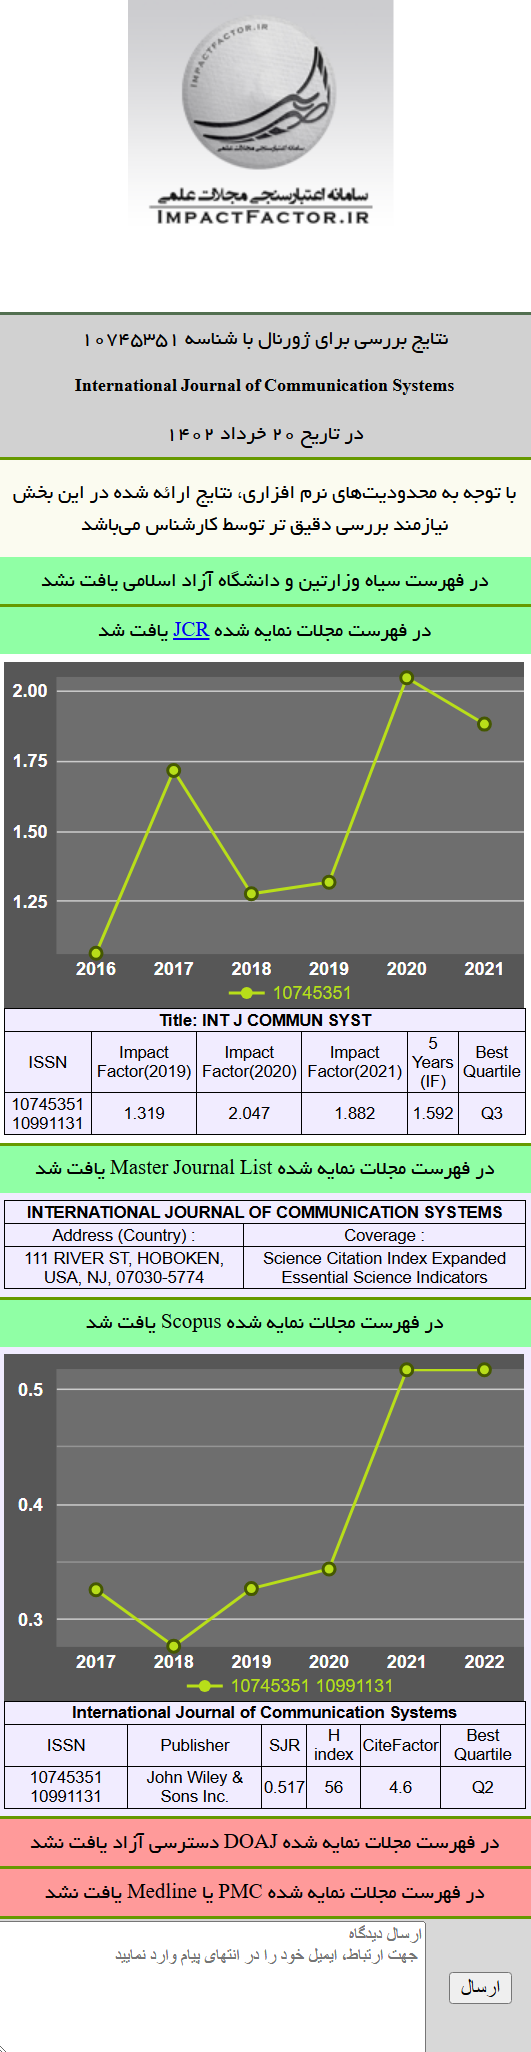 IMPACTFACTOR.IR
سامانه اعتبارسنجی مجلات علمی
سامانه اعتبارسنجی مجلات علمی
IMPACTFACTOR.IR
نتایج بررسی برای ژورنال با شناسه ۱۰۷۴۵۳۵۱
International Journal of Communication Systems
در تاریح ۲۰ خرداد ۱۴۰۲
با توجه به محدودیت‌های نرم افزاری، نتایج ارائه شده در این بخش
نیازمند بررسی دقیق تر توسط کارشناس می‌باشد
در فهرست سیاه وزارتین و دانشگاه آزاد اسلامی یافت نشد
در فهرست مجلات نمایه شده JCR یافت شد
2.00
1.75
1.50
1.25
2016 2017 2018 2019 2020 2021
10745351
Title: INT J COMMUN SYST
ISSN Impact Factor(2019) Impact Factor(2020) Impact Factor(2021) 5 Years (IF) Best Quartile
10745351 10991131 1.319 2.047 1.882 1.592 Q3
در فهرست مجلات نمایه شده Master Journal List یافت شد
INTERNATIONAL JOURNAL OF COMMUNICATION SYSTEMS
Address (Country) : Coverage :
111 RIVER ST, HOBOKEN, USA, NJ, 07030-5774 Science Citation Index Expanded Essential Science Indicators
در فهرست مجلات نمایه شده Scopus یافت شد
0.5
0.4
0.3
2017 2018 2019 2020 2021 2022
10745351 10991131
International Journal of Communication Systems
ISSN Publisher SJR H index CiteFactor Best Quartile
10745351 10991131 John Wiley & Sons Inc. 0.517 56 4.6 Q2
در فهرست مجلات نمایه شده DOAJ دسترسی آزاد یافت نشد
در فهرست مجلات نمایه شده PMC یا Medline یافت نشد
ارسال دیدگاه
جهت ارتباط، ایمیل خود را در انتهای پیام وارد نمایید
ارسال